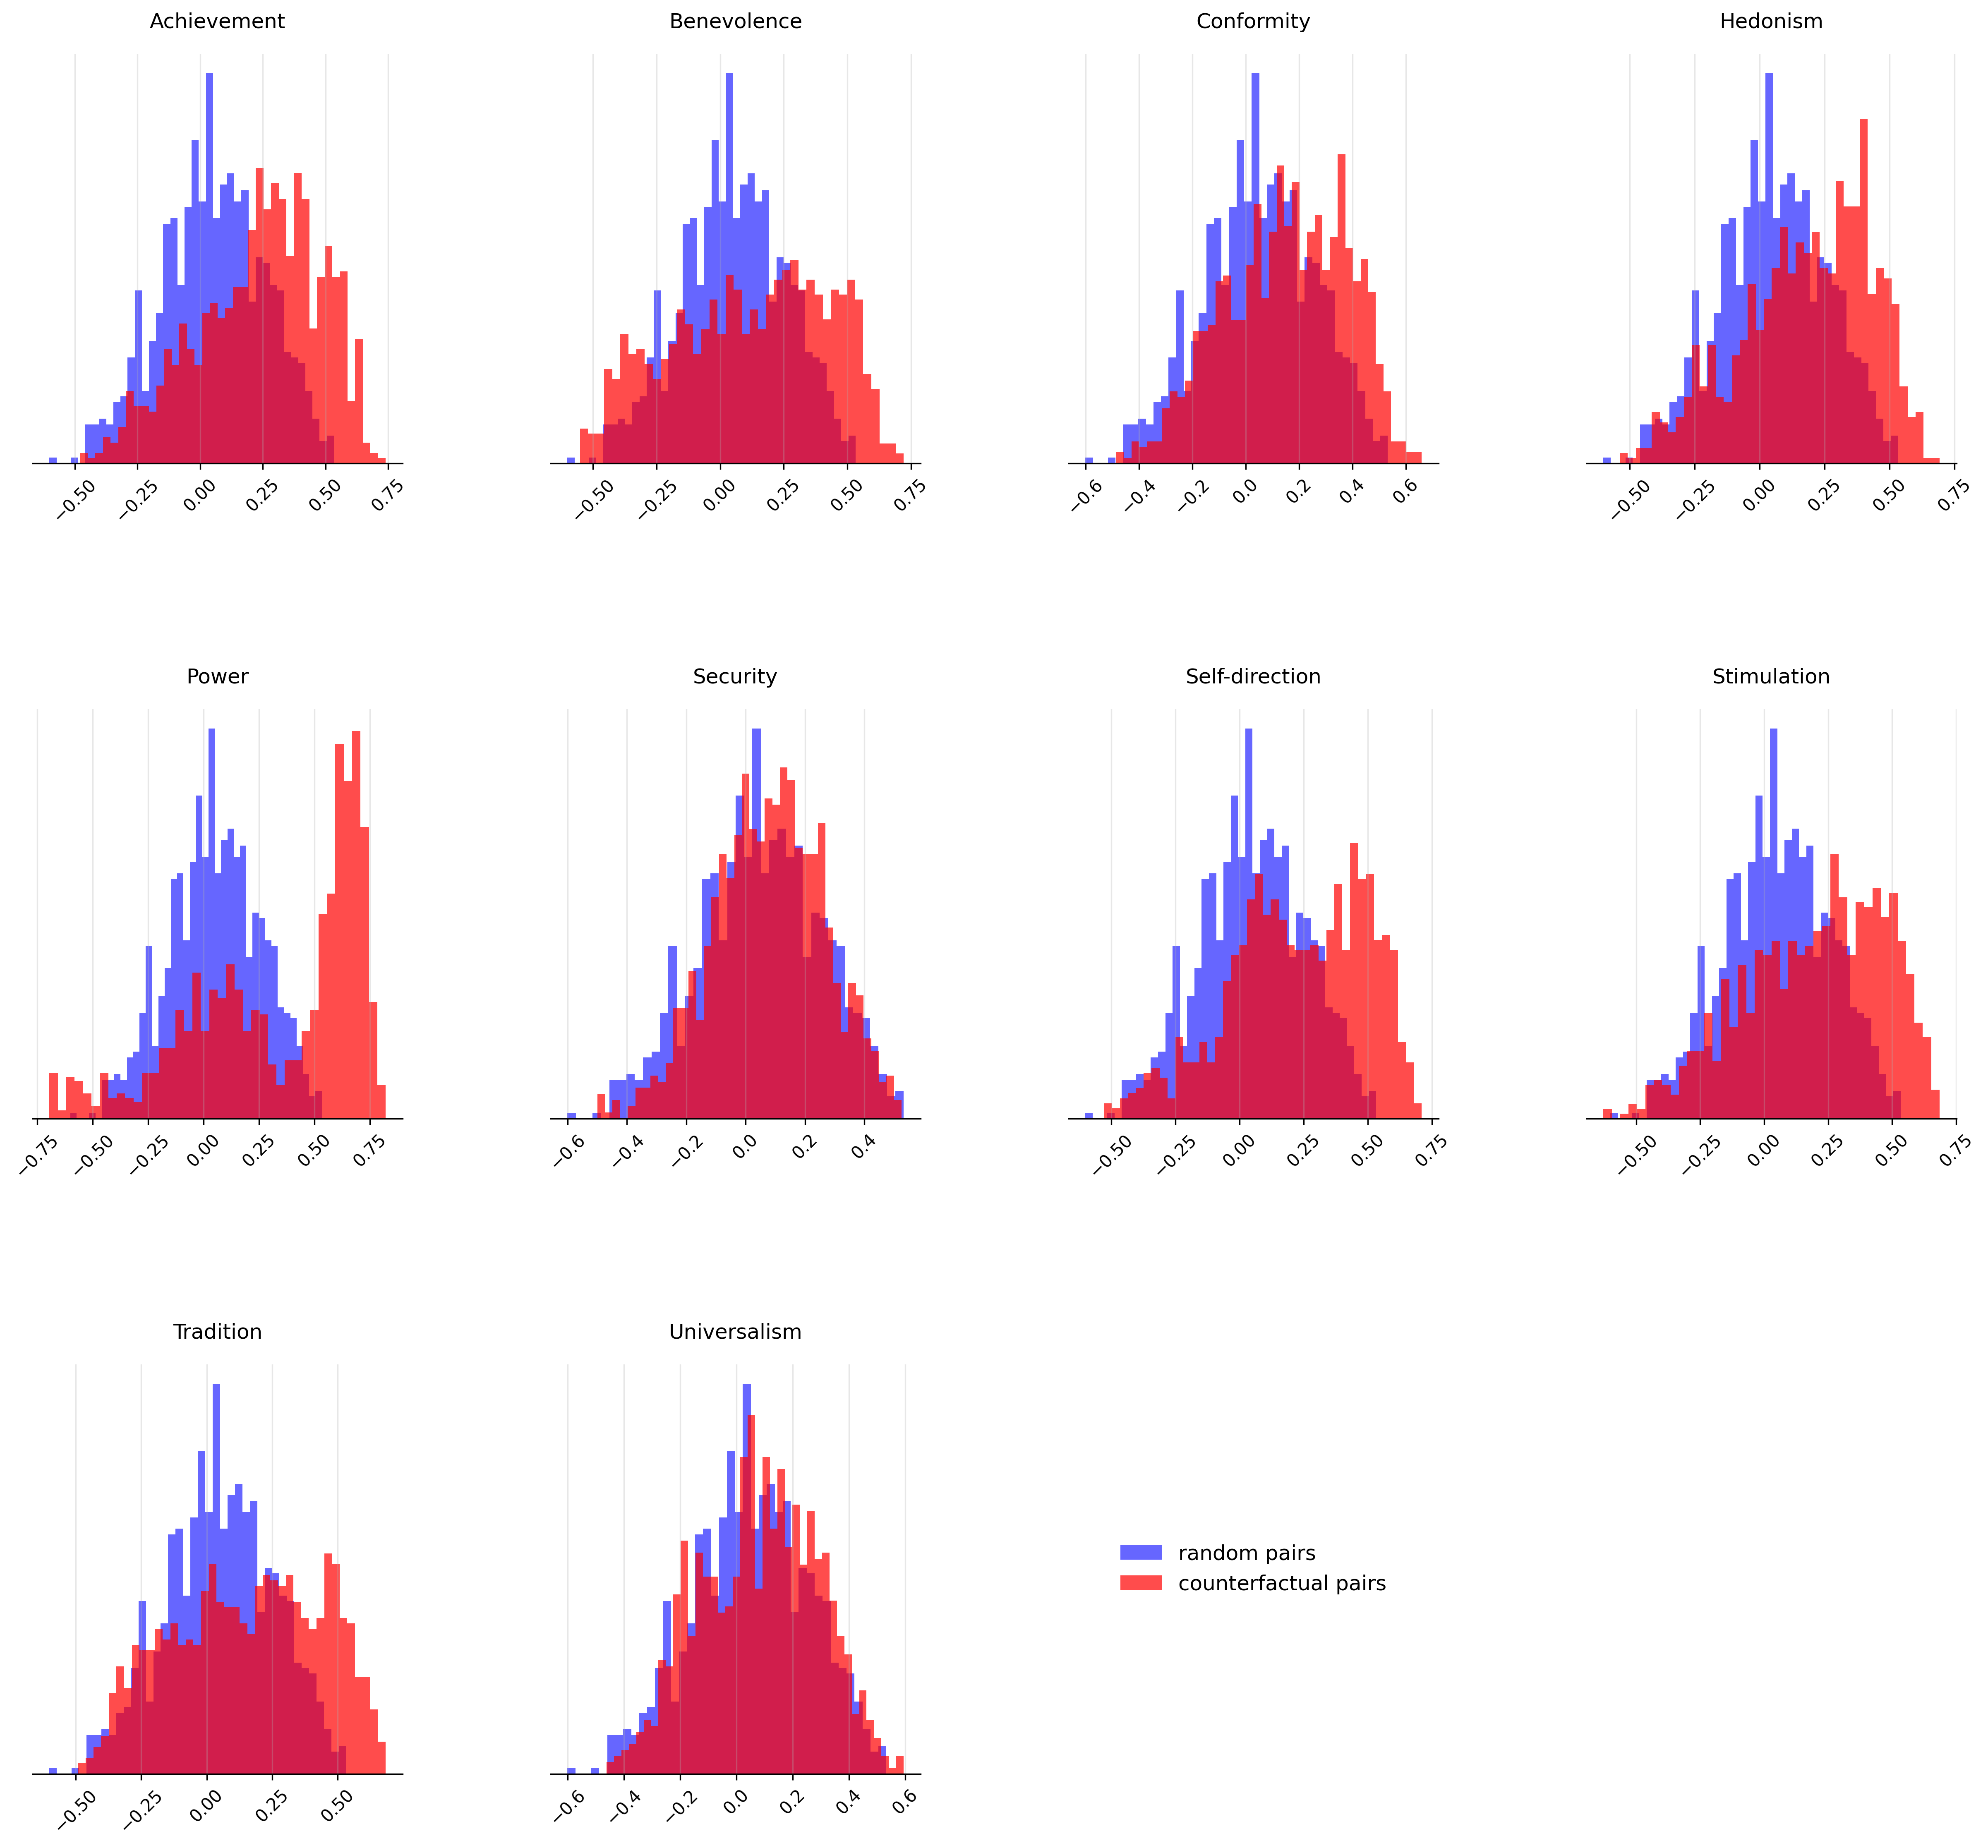 Achievement Benevolence Conformity Hedonism
−0.50 −0.25 0.00 0.25 0.50 0.75 −0.50 −0.25 0.00 0.25 0.50 0.75 −0.6 −0.4 −0.2 0.0 0.2 0.4 0.6 −0.50 −0.25 0.00 0.25 0.50 0.75
Power Security Self-direction Stimulation
−0.75 −0.50 −0.25 0.00 0.25 0.50 0.75 −0.6 −0.4 −0.2 0.0 0.2 0.4 −0.50 −0.25 0.00 0.25 0.50 0.75 −0.50 −0.25 0.00 0.25 0.50 0.75
Tradition Universalism
random pairs
counterfactual pairs
−0.50 −0.25 0.00 0.25 0.50 −0.6 −0.4 −0.2 0.0 0.2 0.4 0.6